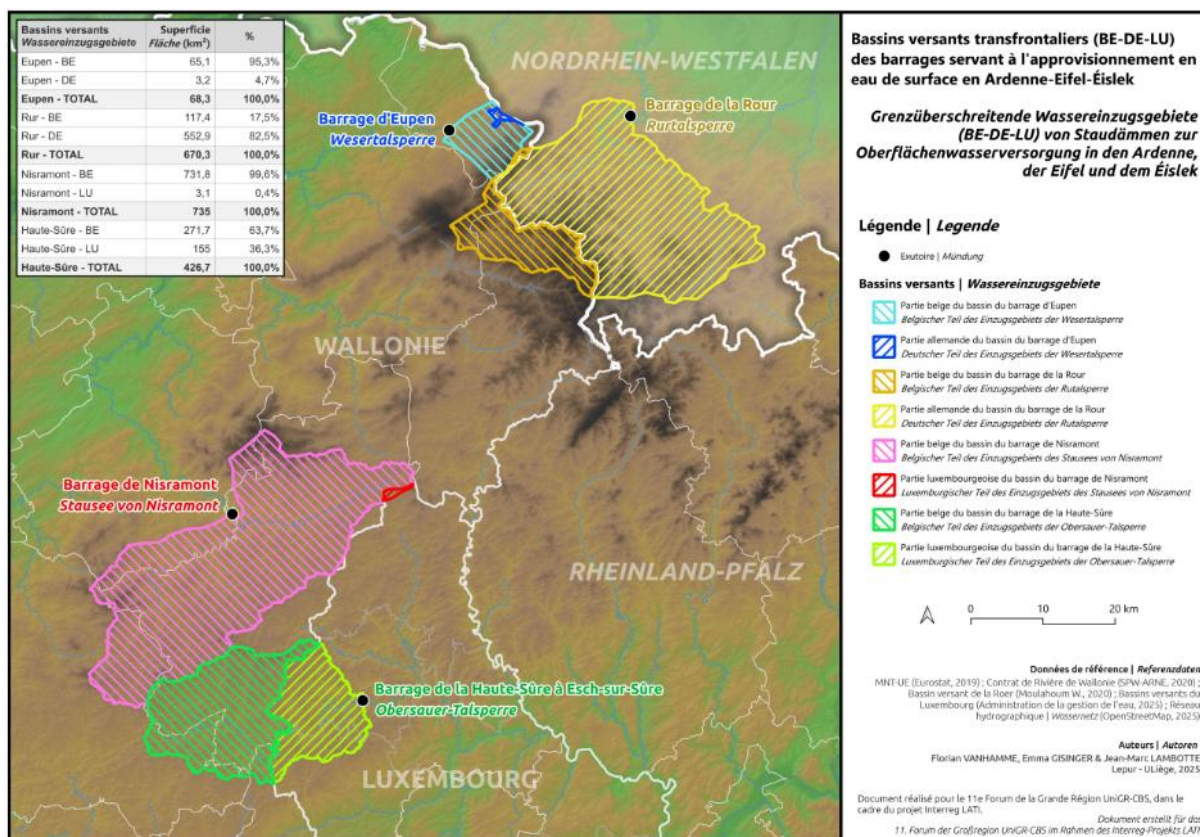 Bassins versants Superficie %
Wassereinzugsgebiete Fläche (km²)
Eupen - BE 65,1 95,3%
Eupen - DE 3,2 4,7%
Eupen - TOTAL 68,3 100,0%
Rur - BE 117,4 17,5%
Rur - DE 552,9 82,5%
Rur - TOTAL 670,3 100,0%
Nisramont - BE 731,8 99,6%
Nisramont - LU 3,1 0,4%
Nisramont - TOTAL 735 100,0%
Haute-Sûre - BE 271,7 63,7%
Haute-Sûre - LU 155 36,3%
Haute-Sûre - TOTAL 426,7 100,0%
NORDRHEIN-WESTFALEN
Barrage d'Eupen
Wesertalsperre
Barrage de la Rour
Rurtalsperre
WALLONIE
Barrage de Nisramont
Stausee von Nisramont
RHEINLAND-PFALZ
Barrage de la Haute-Sûre à Esch-sur-Sûre
Obersauer-Talsperre
LUXEMBOURG
Bassins versants transfrontaliers (BE-DE-LU)
des barrages servant à l'approvisionnement en
eau de surface en Ardenne-Eifel-Éislek
Grenzüberschreitende Wassereinzugsgebiete
(BE-DE-LU) von Staudämmen zur
Oberflächenwasserversorgung in den Ardenne,
der Eifel und dem Éislek
Légende | Legende
Exutoire | Mündung
Bassins versants | Wassereinzugsgebiete
Partie belge du bassin du barrage d'Eupen
Belgischer Teil des Einzugsgebiets der Wesertalsperre
Partie allemande du bassin du barrage d'Eupen
Deutscher Teil des Einzugsgebiets der Wesertalsperre
Partie belge du bassin du barrage de la Rour
Belgischer Teil des Einzugsgebiets der Rutalsperre
Partie allemande du bassin du barrage de la Rour
Deutscher Teil des Einzugsgebiets der Rutalsperre
Partie belge du bassin du barrage de Nisramont
Belgischer Teil des Einzugsgebiets des Stausees von Nisramont
Partie luxembourgeoise du bassin du barrage de Nisramont
Luxemburgischer Teil des Einzugsgebiets des Stausees von Nisramont
Partie belge du bassin du barrage de la Haute-Sûre
Belgischer Teil des Einzugsgebiets der Obersauer-Talsperre
Partie luxembourgeoise du bassin du barrage de la Haute-Sûre
Luxemburgischer Teil des Einzugsgebiets der Obersauer-Talsperre
0 10 20 km
Données de référence | Referenzdaten
MNT-UE (Eurostat, 2019) ; Contrat de Rivière de Wallonie (SPW-ARNE, 2020) ;
Bassin versant de la Roer (Moulahoum W., 2020) ; Bassins versants du
Luxembourg (Administration de la gestion de l'eau, 2025) ; Réseau
hydrographique | Wassernetz (OpenStreetMap, 2025)
Auteurs | Autoren
Florian VANHAMME, Emma GISINGER & Jean-Marc LAMBOTTE
Lepur - ULiège, 2025
Document réalisé pour le 11e Forum de la Grande Région UniGR-CBS, dans le
cadre du projet Interreg LATI.
Dokument erstellt für das
11. Forum der Großregion UniGR-CBS im Rahmen des Interreg-Projekts LATI.